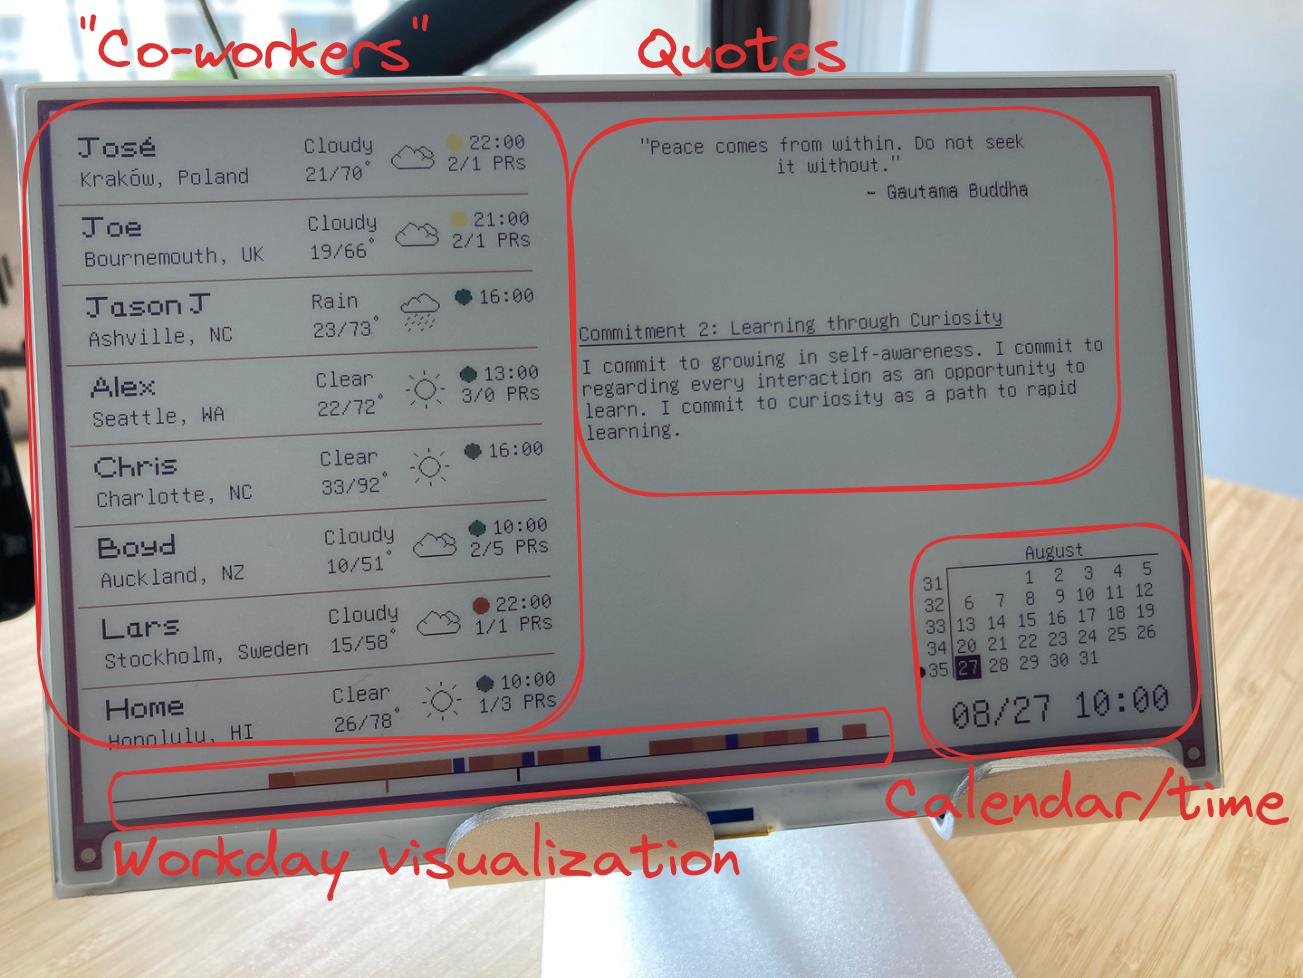 "Co-workers"
Quotes
José
Kraków, Poland
Cloudy
21/70°
22:00
2/1 PRs
Joe
Bournemouth, UK
Cloudy
19/66°
21:00
2/1 PRs
Jason J
Ashville, NC
Rain
23/73°
16:00
Alex
Seattle, WA
Clear
22/72°
13:00
3/0 PRs
Chris
Charlotte, NC
Clear
33/92°
16:00
Boyd
Auckland, NZ
Cloudy
10/51°
10:00
2/5 PRs
Lars
Stockholm, Sweden
Cloudy
15/58°
22:00
1/1 PRs
Home
Honolulu, HI
Clear
26/78°
10:00
1/3 PRs
"Peace comes from within. Do not seek
it without."
- Gautama Buddha
Commitment 2: Learning through Curiosity
I commit to growing in self-awareness. I commit to
regarding every interaction as an opportunity to
learn. I commit to curiosity as a path to rapid
learning.
August
31 1 2 3 4 5
32 6 7 8 9 10 11 12
33 13 14 15 16 17 18 19
34 20 21 22 23 24 25 26
35 27 28 29 30 31
08/27 10:00
Calendar/time
Workday visualization